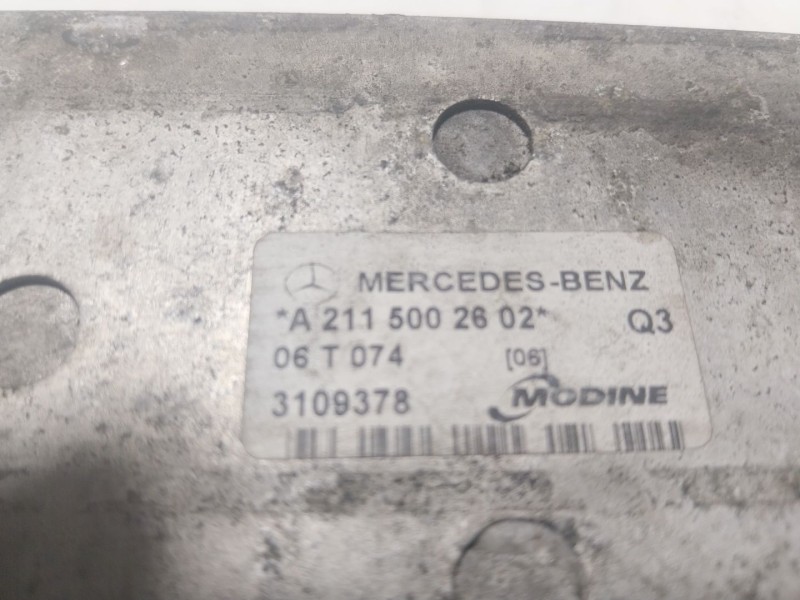 MERCEDES-BENZ
*A 211 500 26 02* Q3
06 T 074 [06]
3109378 MODINE